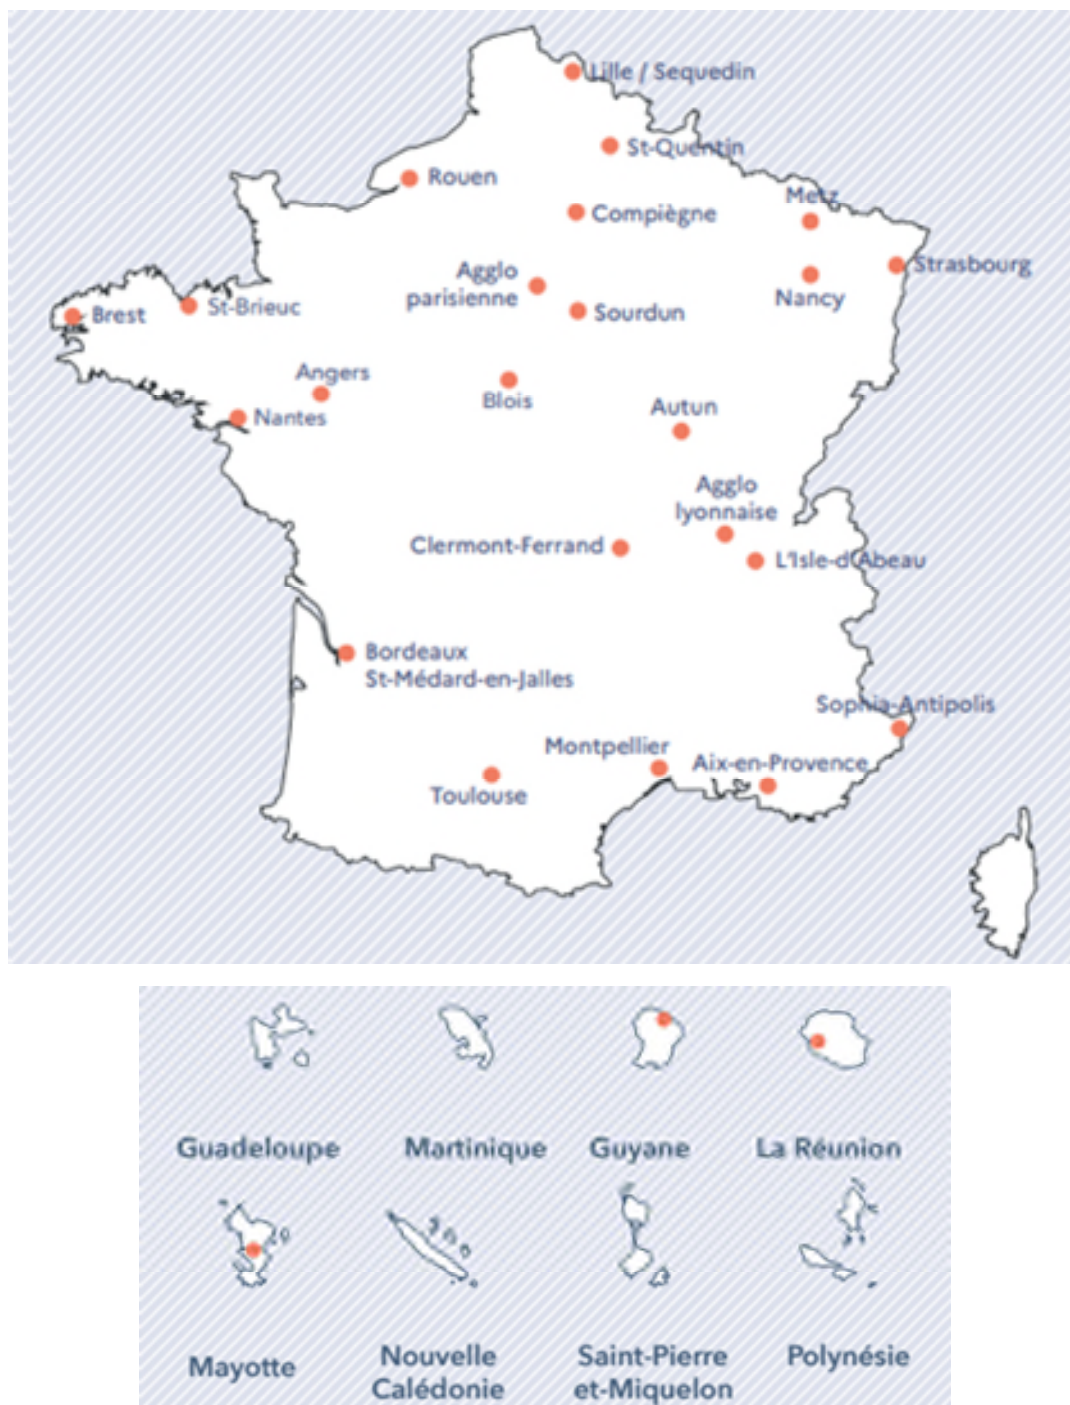 Lille / Sequedin
St-Quentin
Rouen
Metz
Compiègne
Strasbourg
Agglo
parisienne
Nancy
St-Brieuc
Brest
Sourdun
Angers
Blois
Autun
Nantes
Agglo
lyonnaise
Clermont-Ferrand
L'Isle-d'Abeau
Bordeaux
St-Médard-en-Jalles
Sophia-Antipolis
Montpellier
Aix-en-Provence
Toulouse
Guadeloupe
Martinique
Guyane
La Réunion
Mayotte
Nouvelle
Calédonie
Saint-Pierre
et-Miquelon
Polynésie